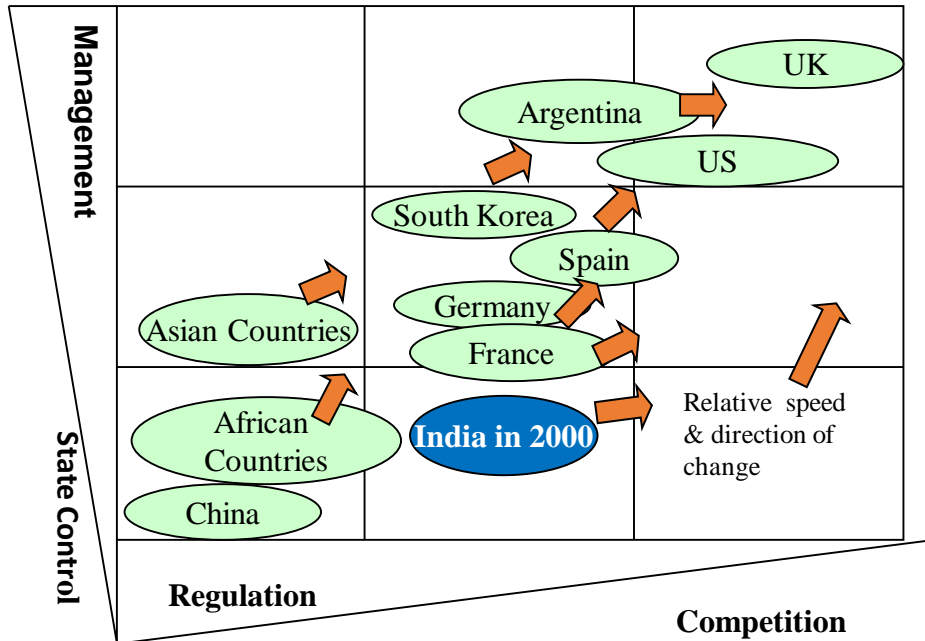 Management
State Control
UK
Argentina
US
South Korea
Spain
Germany
Asian Countries
France
African
Countries
India in 2000
China
Relative speed
& direction of
change
Regulation
Competition